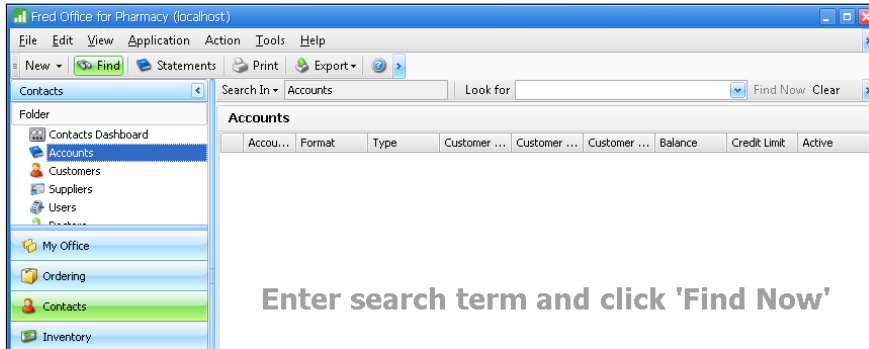 Fred Office for Pharmacy (localhost)
File Edit View Application Action Tools Help
New Find Statements Print Export
Contacts
Search In Accounts Look for Find Now Clear
Folder
Accounts
Contacts Dashboard
Accou... Format Type Customer ... Customer ... Customer ... Balance Credit Limit Active
Accounts
Customers
Suppliers
Users
Doctors
My Office
Ordering
Enter search term and click 'Find Now'
Contacts
Inventory